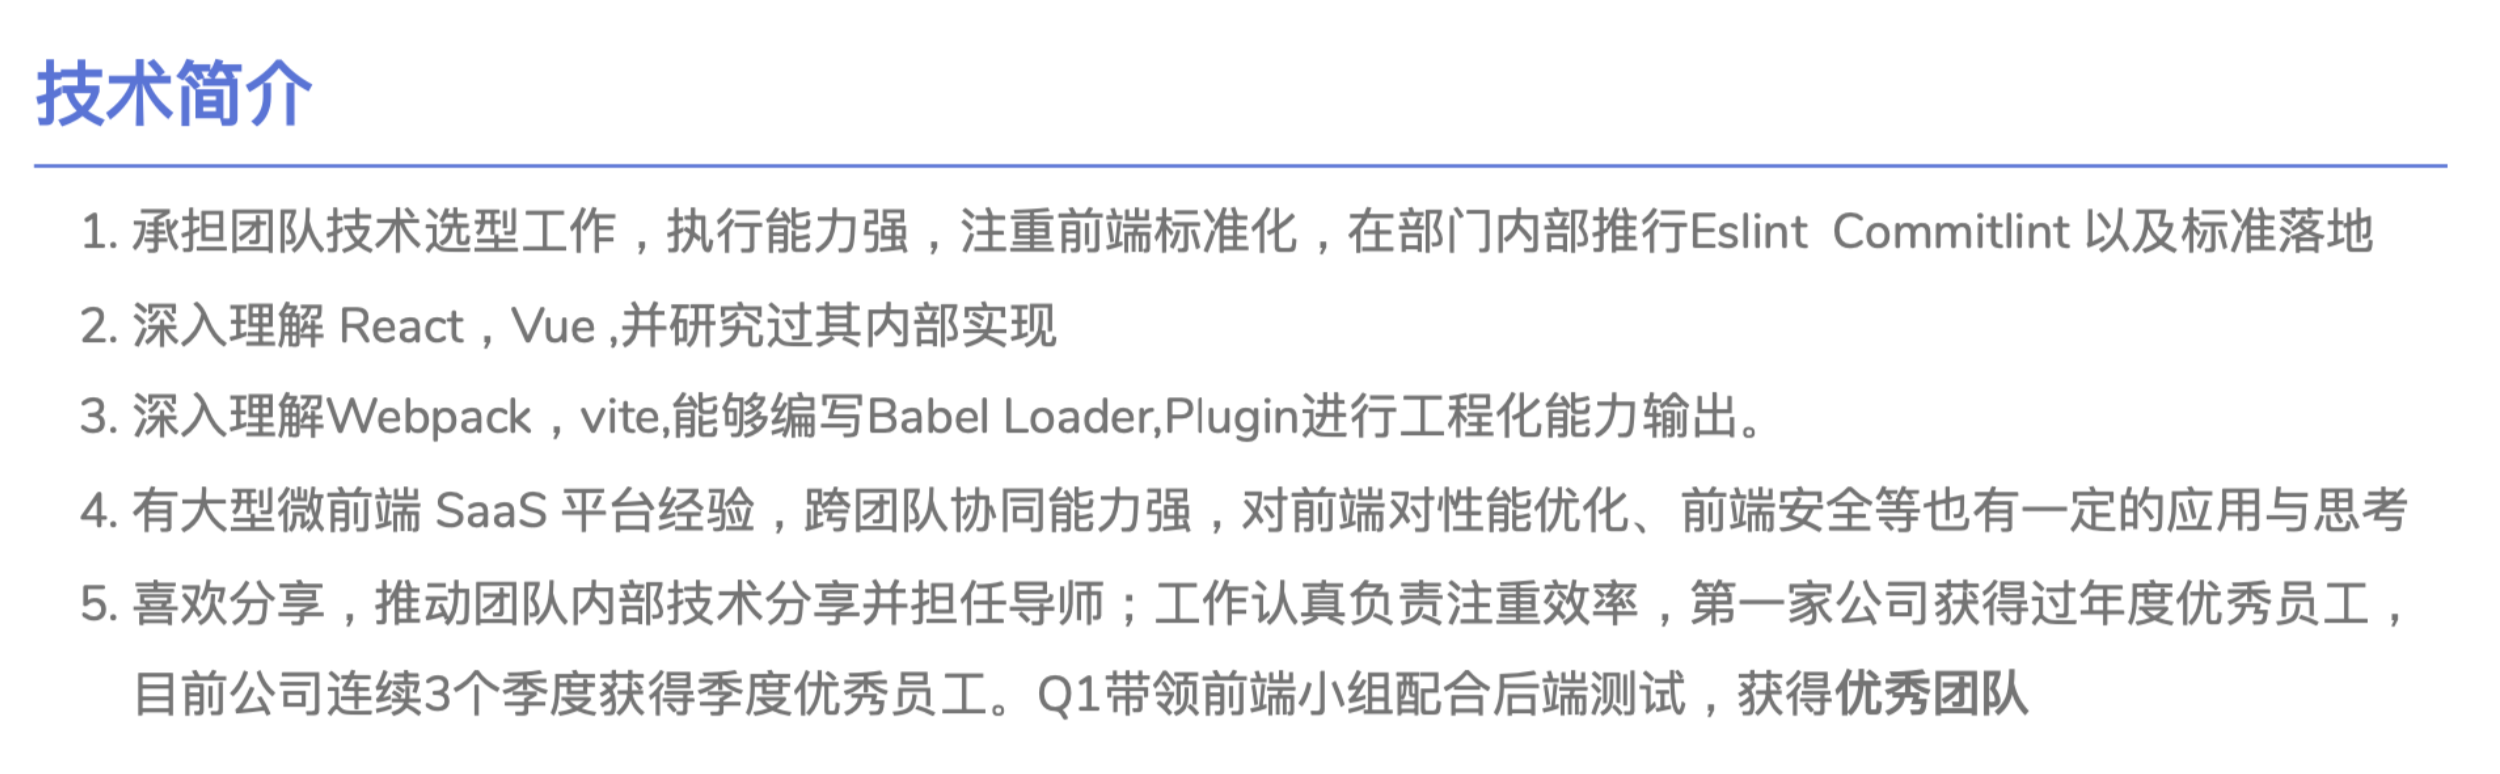 技术简介
1. 承担团队技术治理工作，执行能力强，注重前端标准化，在部门内部推行Eslint Commitlint 以及标准落地
2. 深入理解 React，Vue ,并研究过其内部实现
3. 深入理解Webpack，vite,能够编写Babel Loader,Plugin进行工程化能力输出。
4. 有大型微前端 SaaS 平台经验，跨团队协同能力强，对前端对性能优化、前端安全等也有一定的应用与思考
5. 喜欢分享，推动团队内部技术分享并担任导师；工作认真负责注重效率，第一家公司获得过年度优秀员工，
目前公司连续3个季度获得季度优秀员工。Q1带领前端小组配合后端测试，获得优秀团队